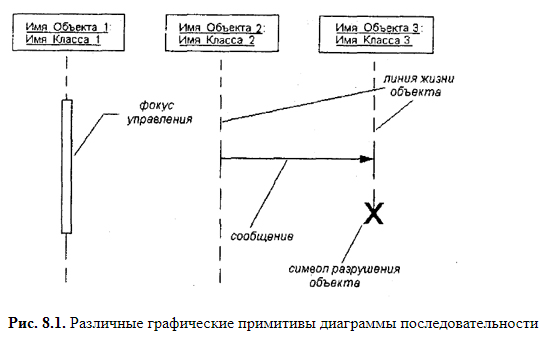 Имя Объекта 1:
Имя Класса 1
Имя Объекта 2:
Имя Класса 2
Имя Объекта 3:
Имя Класса 3
фокус
управления
линия жизни
объекта
сообщение
символ разрушения
объекта
Рис. 8.1. Различные графические примитивы диаграммы последовательности